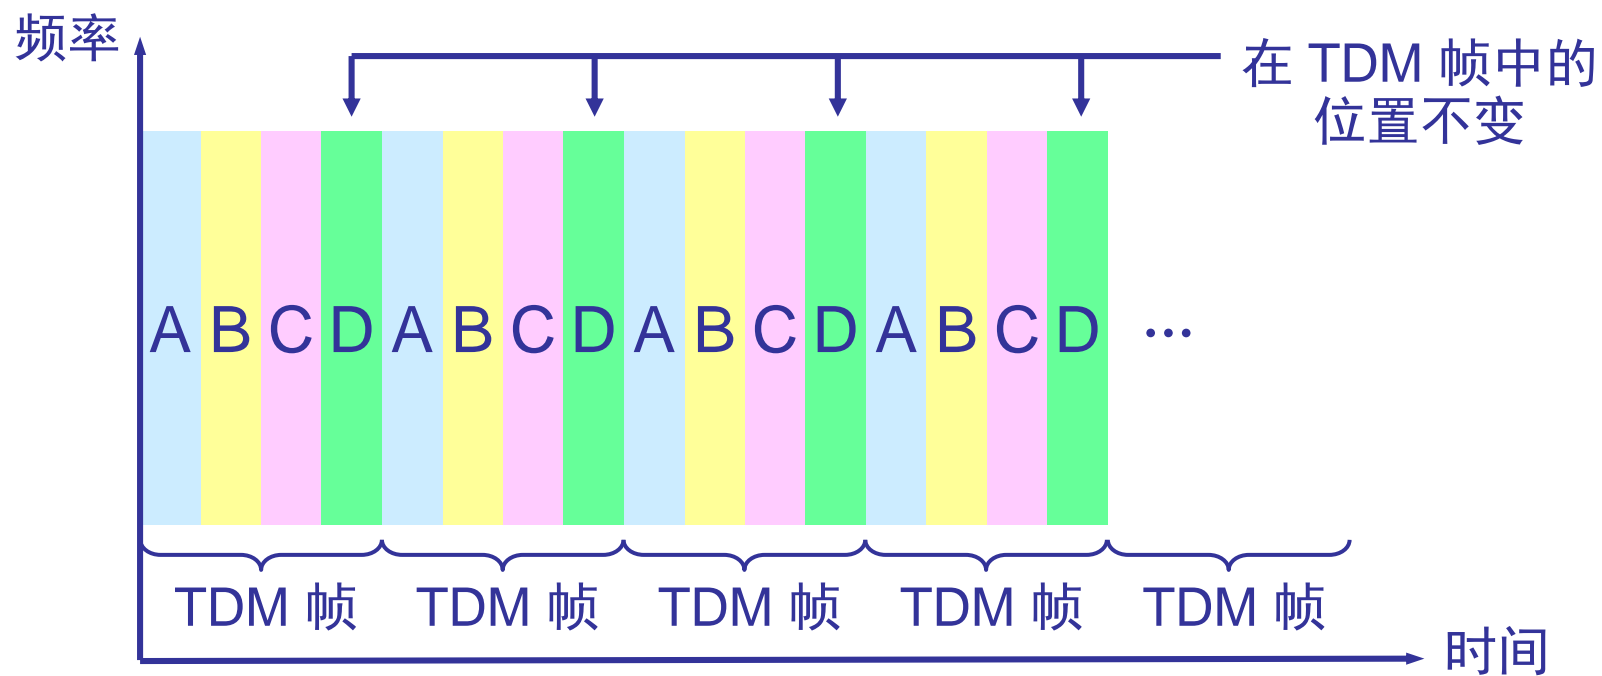 频率
在 TDM 帧中的
位置不变
A B C D A B C D A B C D A B C D …
TDM 帧 TDM 帧 TDM 帧 TDM 帧 TDM 帧
时间